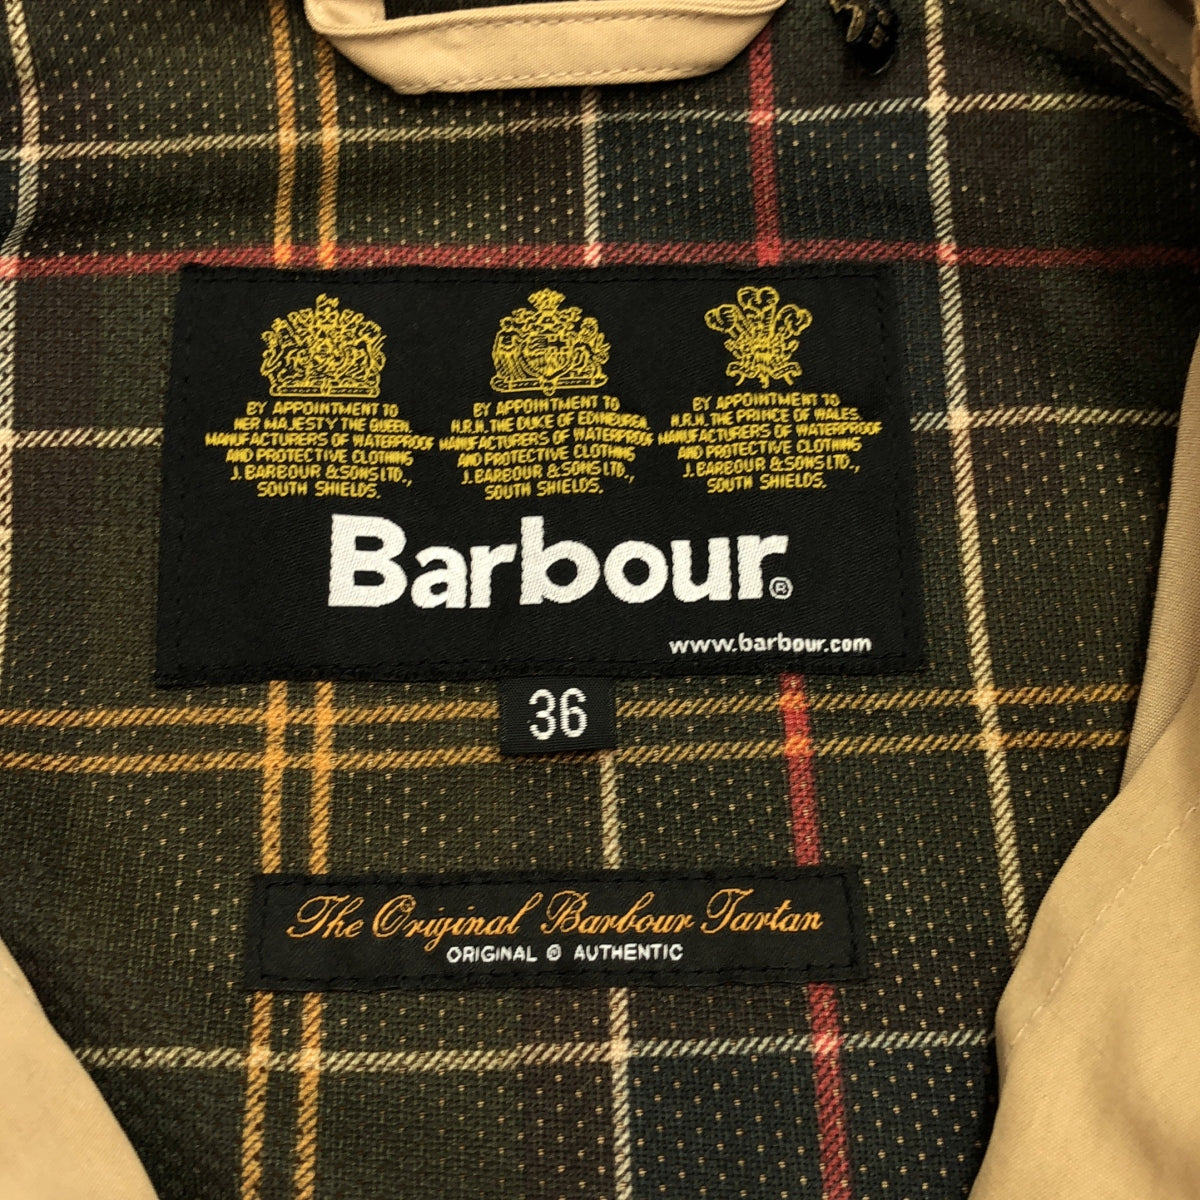 BY APPOINTMENT TO
HER MAJESTY THE QUEEN,
MANUFACTURERS OF WATERPROOF
AND PROTECTIVE CLOTHING
J. BARBOUR & SONS LTD.,
SOUTH SHIELDS.
BY APPOINTMENT TO
H.R.H. THE DUKE OF EDINBURGH,
MANUFACTURERS OF WATERPROOF
AND PROTECTIVE CLOTHING
J. BARBOUR & SONS LTD.,
SOUTH SHIELDS.
BY APPOINTMENT TO
H.R.H. THE PRINCE OF WALES,
MANUFACTURERS OF WATERPROOF
AND PROTECTIVE CLOTHING
J. BARBOUR & SONS LTD.,
SOUTH SHIELDS.
Barbour®
www.barbour.com
36
The Original Barbour Tartan
ORIGINAL @ AUTHENTIC